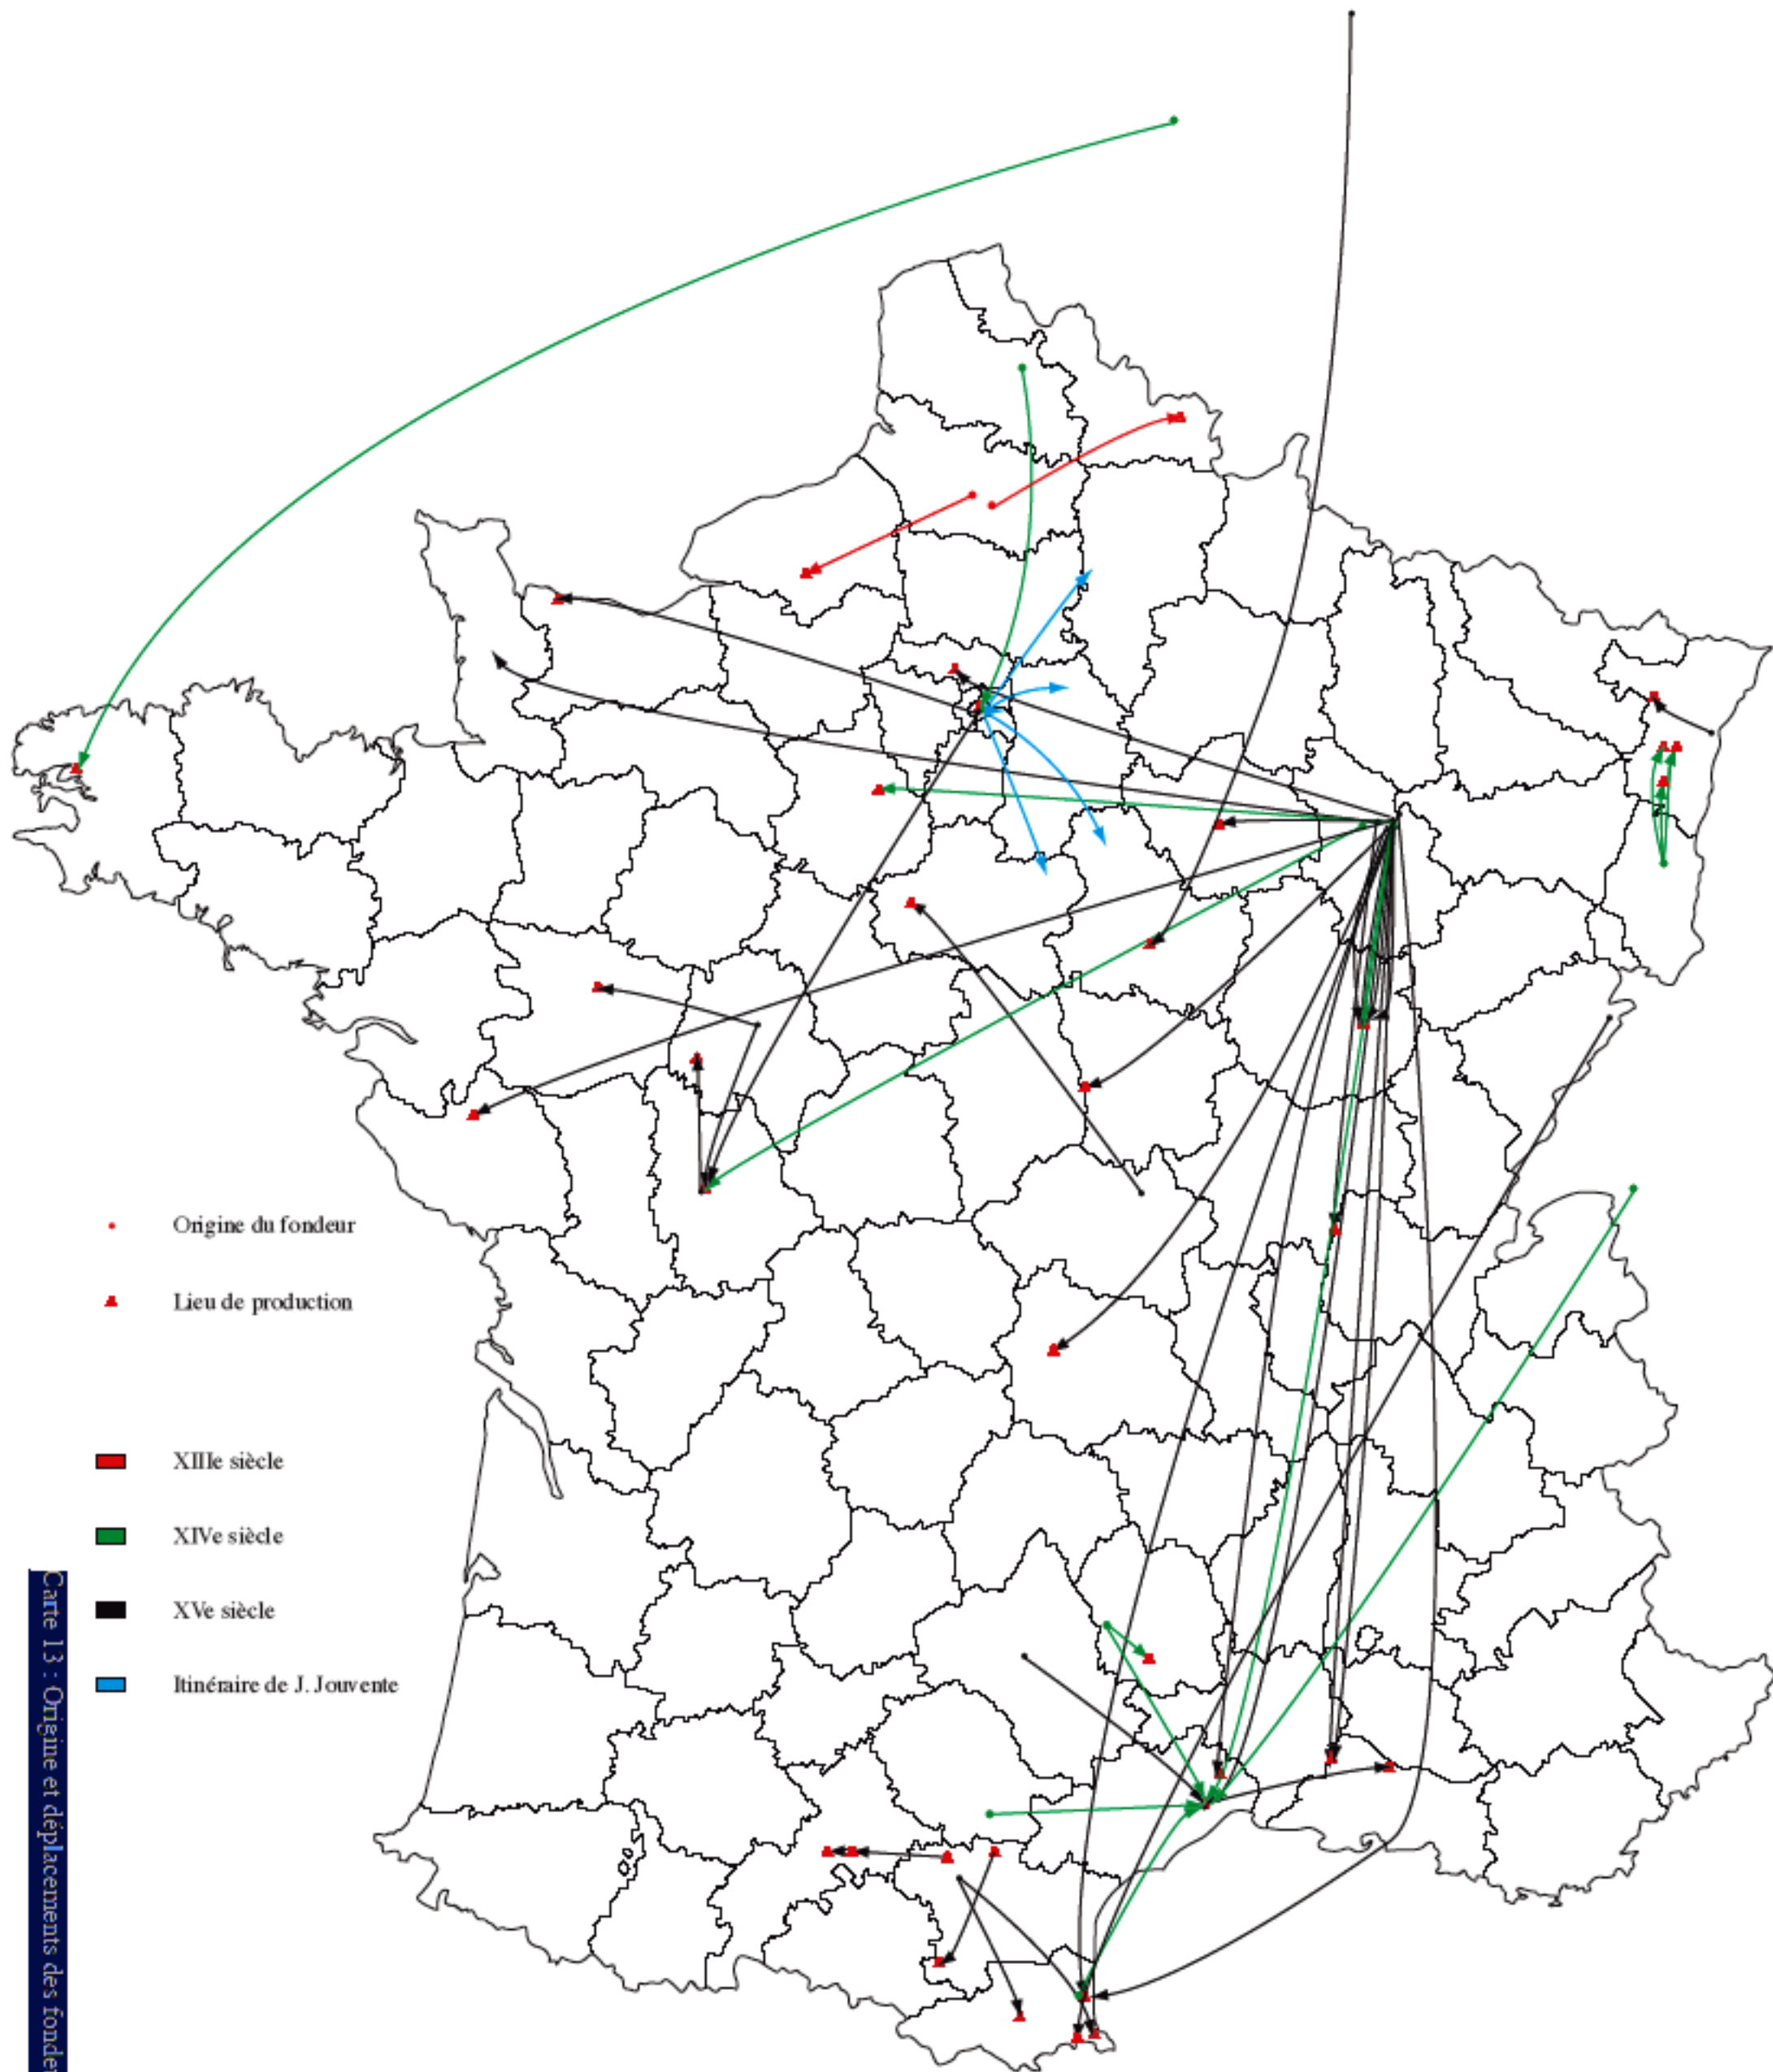 Origine du fondeur
Lieu de production
XIIIe siècle
XIVe siècle
XVe siècle
Itinéraire de J. Jouvente
Carte 13 : Origine et déplacements des